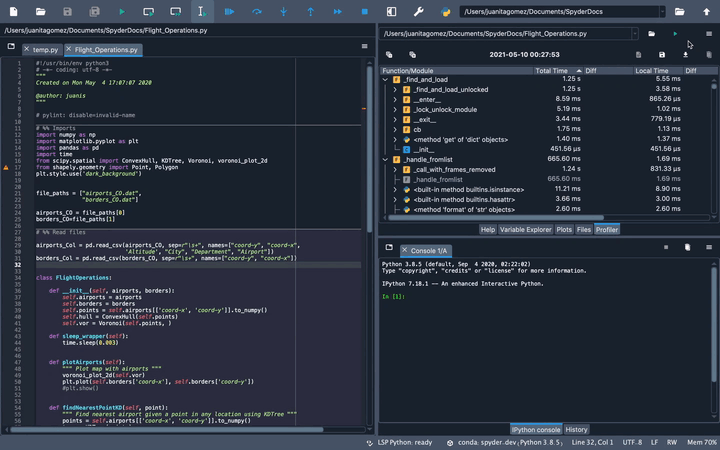 /Users/juanitagomez/Documents/SpyderDocs
/Users/juanitagomez/Documents/SpyderDocs/Flight_Operations.py
temp.py
Flight_Operations.py
1 #!/usr/bin/env python3
2 # -*- coding: utf-8 -*-
3 """
4 Created on Mon May  4 17:07:07 2020
5
6 @author: juanis
7 """
8
9 # pylint: disable=invalid-name
10
11 # %% Imports
12 import numpy as np
13 import matplotlib.pyplot as plt
14 import pandas as pd
15 import time
16 from scipy.spatial import ConvexHull, KDTree, Voronoi, voronoi_plot_2d
17 from shapely.geometry import Point, Polygon
18 plt.style.use('dark_background')
19
20
21 file_paths = ["airports_CO.dat",
22 "borders_CO.dat"]
23
24 airports_CO = file_paths[0]
25 borders_CO=file_paths[1]
26
27 # %% Read files
28
29 airports_Col = pd.read_csv(airports_CO, sep=r'\s+', names=["coord-y", "coord-x",
30 'Altitude', "City", "Department", "Airport"])
31 borders_Col = pd.read_csv(borders_CO, sep=r'\s+', names=["coord-y", "coord-x"])
32
33
34 class FlightOperations:
35
36 def __init__(self, airports, borders):
37 self.airports = airports
38 self.borders = borders
39 self.points = self.airports[['coord-x', 'coord-y']].to_numpy()
40 self.hull = ConvexHull(self.points)
41 self.vor = Voronoi(self.points, )
42
43 def sleep_wrapper(self):
44 time.sleep(0.003)
45
46
47 def plotAirports(self):
48 """ Plot map with airports """
49 voronoi_plot_2d(self.vor)
50 plt.plot(self.borders['coord-x'], self.borders['coord-y'])
51 #plt.show()
52
53
54 def findNearestPointKD(self, point):
55 """ Find nearest airport given a point in any location using KDTree """
56 points = self.airports[['coord-x', 'coord-y']].to_numpy()
/Users/juanitagomez/Documents/SpyderDocs/Flight_Operations.py
2021-05-10 00:27:53
Function/Module Total Time Diff Local Time Diff
_find_and_load 1.25 s 5.55 ms
_find_and_load_unlocked 1.25 s 3.58 ms
__enter__ 8.59 ms 865.26 µs
_lock_unlock_module 5.19 ms 1.02 ms
__exit__ 3.44 ms 779.19 µs
cb 1.75 ms 1.13 ms
<method 'get' of 'dict' objects> 1.40 ms 1.37 ms
__init__ 451.56 µs 451.56 µs
_handle_fromlist 665.60 ms 1.69 ms
_call_with_frames_removed 1.24 s 831.33 µs
_handle_fromlist 665.60 ms 1.69 ms
<built-in method builtins.isinstance> 11.21 ms 8.90 ms
<built-in method builtins.hasattr> 3.66 ms 3.00 ms
<method 'format' of 'str' objects> 2.60 ms 2.60 ms
Help Variable Explorer Plots Files Profiler
Console 1/A
Python 3.8.5 (default, Sep  4 2020, 02:22:02)
Type "copyright", "credits" or "license" for more information.
IPython 7.18.1 -- An enhanced Interactive Python.
In [1]:
IPython console History
LSP Python: ready conda: spyder-dev (Python 3.8.5) Line 32, Col 1 UTF-8 LF RW Mem 70%